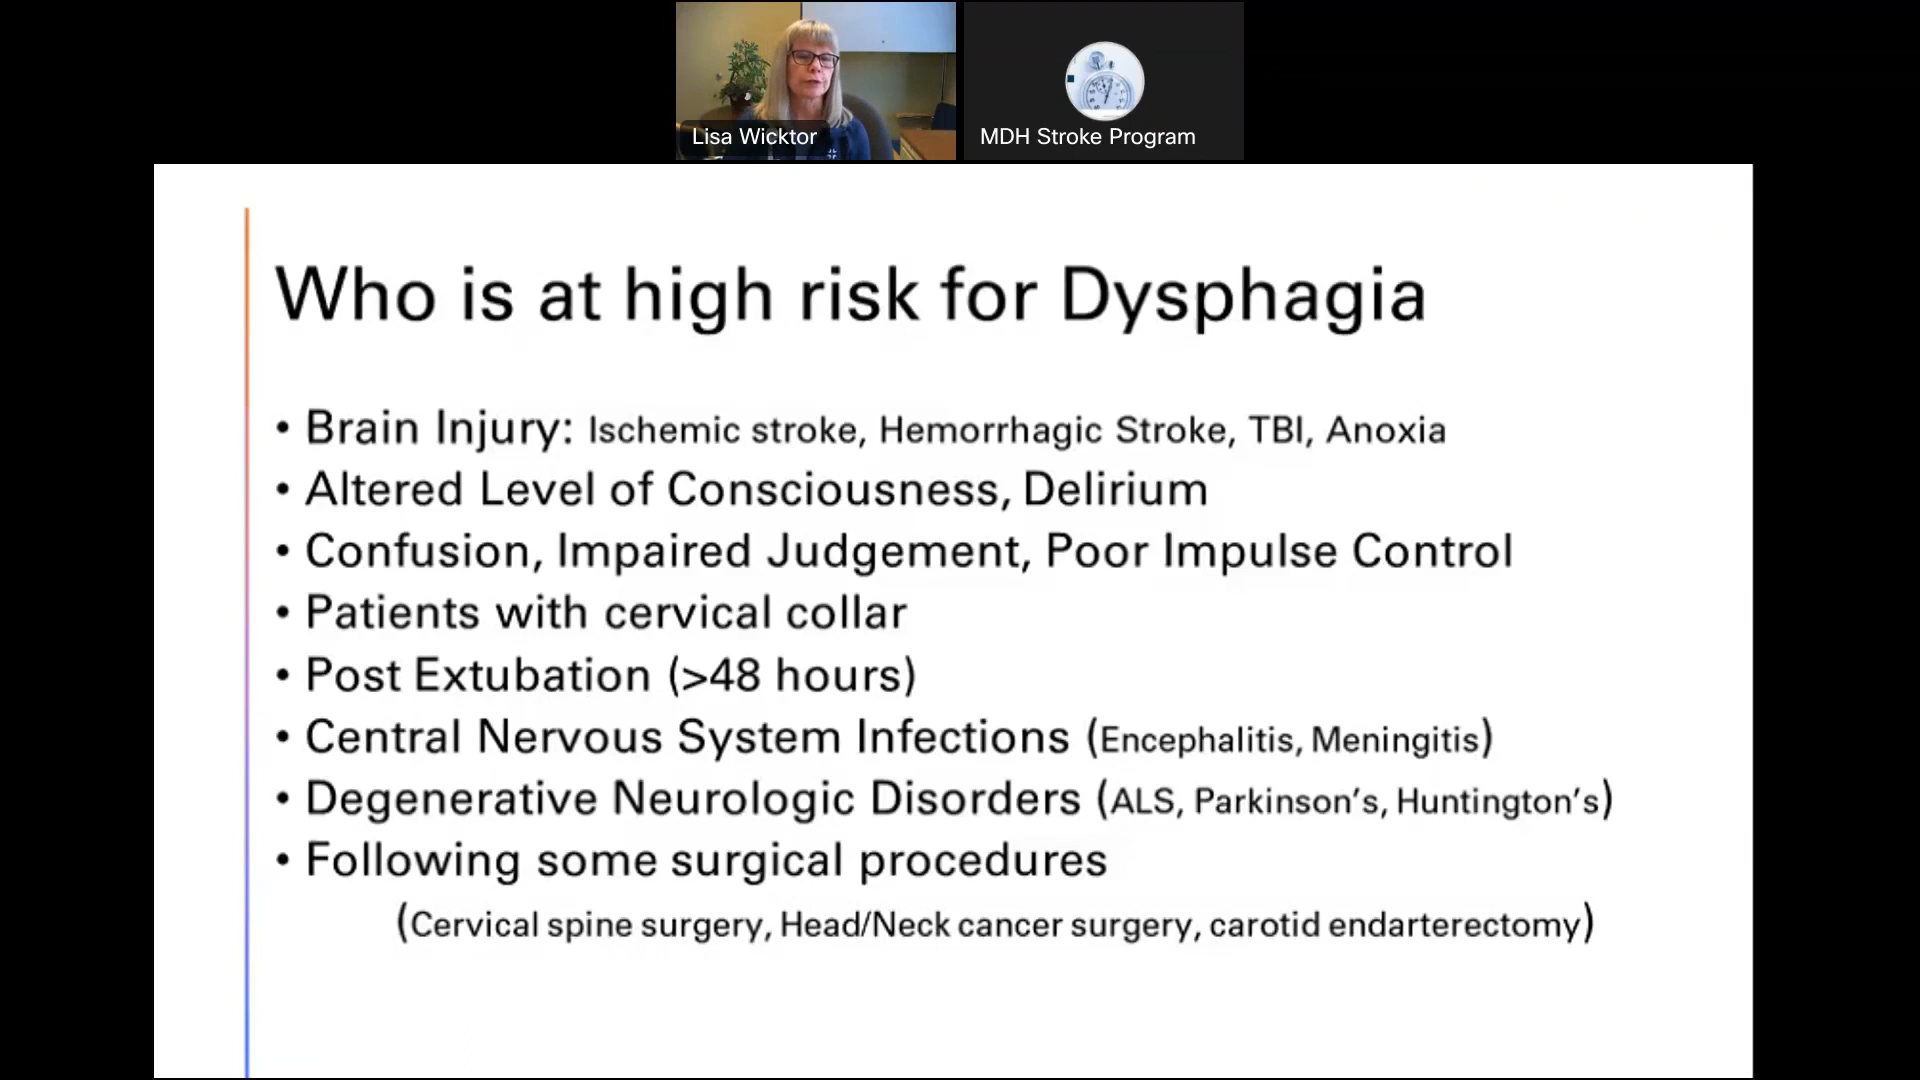 Lisa Wicktor
MDH Stroke Program
Who is at high risk for Dysphagia
• Brain Injury: Ischemic stroke, Hemorrhagic Stroke, TBI, Anoxia
• Altered Level of Consciousness, Delirium
• Confusion, Impaired Judgement, Poor Impulse Control
• Patients with cervical collar
• Post Extubation (>48 hours)
• Central Nervous System Infections (Encephalitis, Meningitis)
• Degenerative Neurologic Disorders (ALS, Parkinson’s, Huntington’s)
• Following some surgical procedures
(Cervical spine surgery, Head/Neck cancer surgery, carotid endarterectomy)